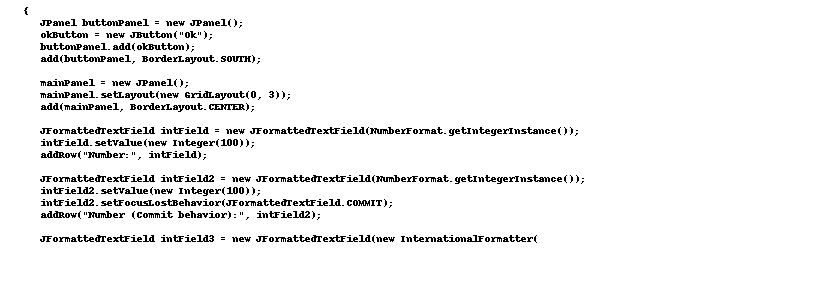 {
JPanel buttonPanel = new JPanel();
okButton = new JButton("Ok");
buttonPanel.add(okButton);
add(buttonPanel, BorderLayout.SOUTH);
mainPanel = new JPanel();
mainPanel.setLayout(new GridLayout(0, 3));
add(mainPanel, BorderLayout.CENTER);
JFormattedTextField intField = new JFormattedTextField(NumberFormat.getIntegerInstance());
intField.setValue(new Integer(100));
addRow("Number:", intField);
JFormattedTextField intField2 = new JFormattedTextField(NumberFormat.getIntegerInstance());
intField2.setValue(new Integer(100));
intField2.setFocusLostBehavior(JFormattedTextField.COMMIT);
addRow("Number (Commit behavior):", intField2);
JFormattedTextField intField3 = new JFormattedTextField(new InternationalFormatter(